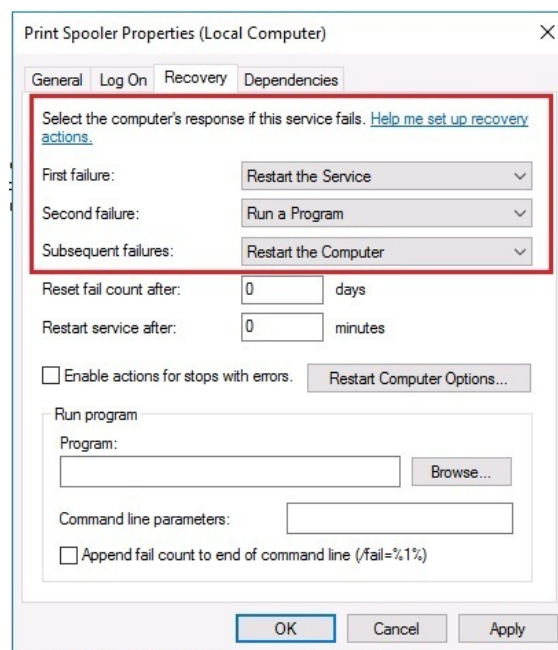 Print Spooler Properties (Local Computer)
General Log On Recovery Dependencies
Select the computer's response if this service fails. Help me set up recovery
actions.
First failure: Restart the Service
Second failure: Run a Program
Subsequent failures: Restart the Computer
Reset fail count after: 0 days
Restart service after: 0 minutes
Enable actions for stops with errors. Restart Computer Options...
Run program
Program:
Browse...
Command line parameters:
Append fail count to end of command line (/fail=%1%)
OK Cancel Apply